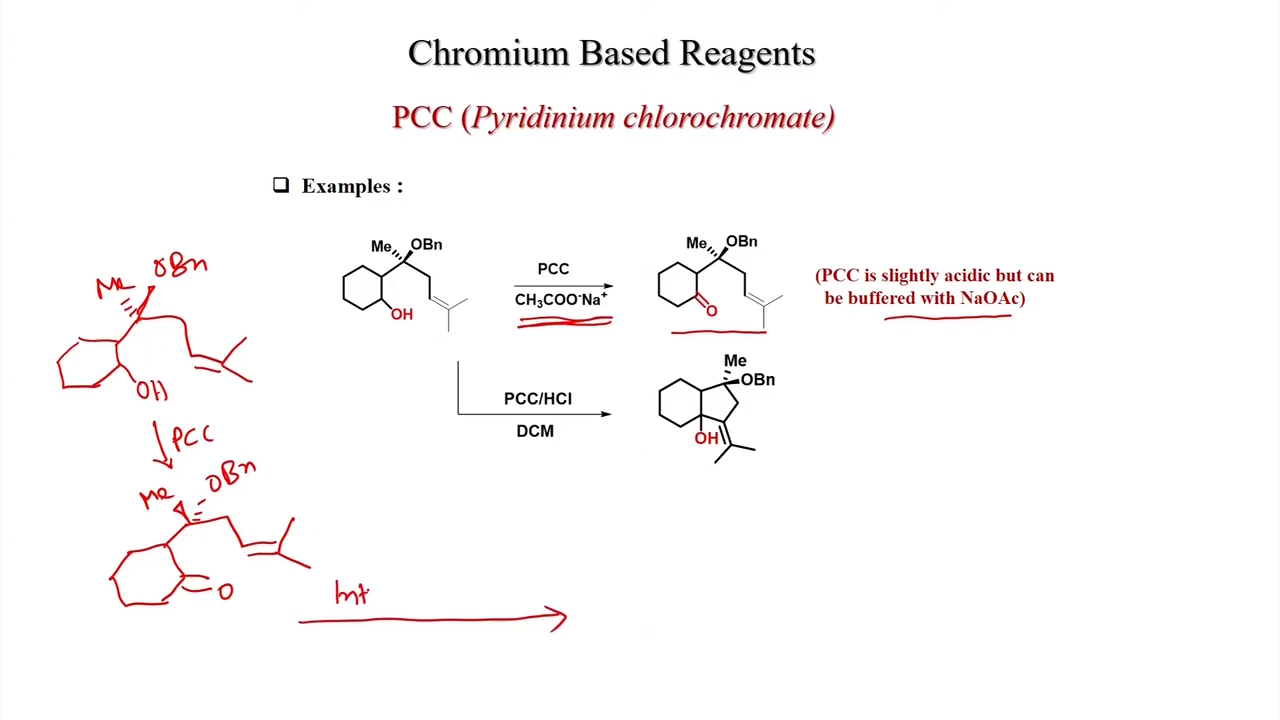 Chromium Based Reagents
PCC (Pyridinium chlorochromate)
❑ Examples :
Me OBn
OH
PCC
CH₃COO⁻Na⁺
Me OBn
O
(PCC is slightly acidic but can
be buffered with NaOAc)
PCC/HCl
DCM
Me
OBn
OH
Me OBn
OH
PCC
Me OBn
O
Int